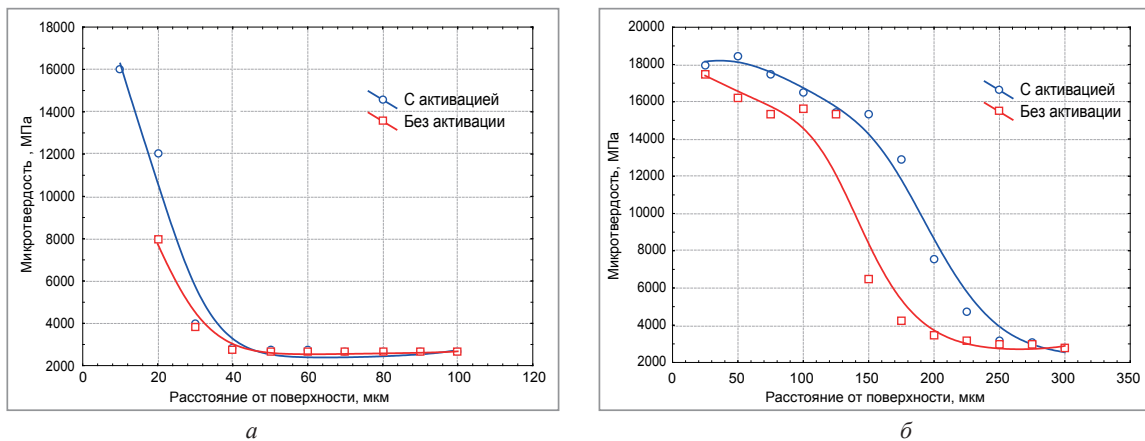 18000
16000
14000
12000
10000
8000
6000
4000
2000
Микротвердость , МПа
С активацией
Без активации
0 20 40 60 80 100 120
Расстояние от поверхности, мкм
а
20000
18000
16000
14000
12000
10000
8000
6000
4000
2000
Микротвердость, МПа
С активацией
Без активации
0 50 100 150 200 250 300 350
Расстояние от поверхности, мкм
б